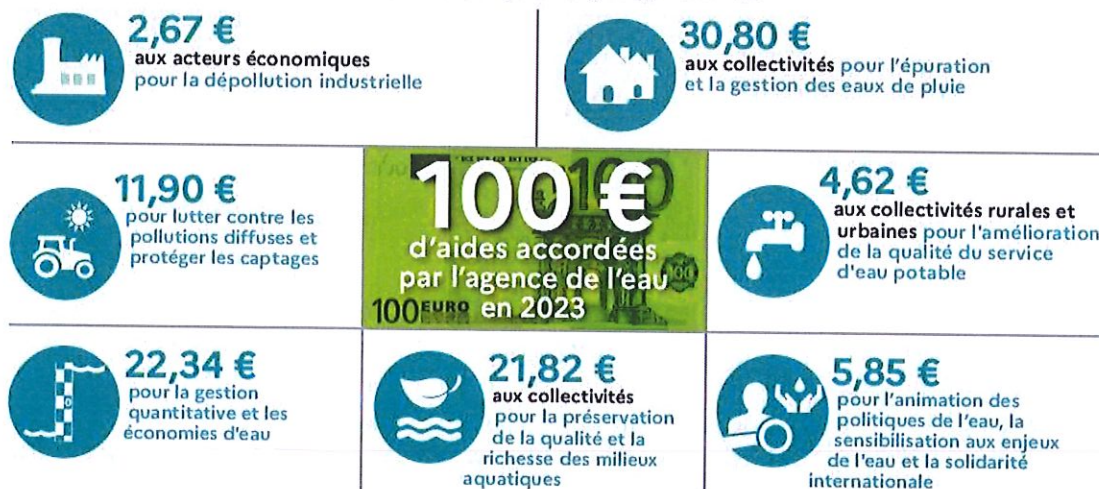 2,67 €
aux acteurs économiques
pour la dépollution industrielle
30,80 €
aux collectivités pour l'épuration
et la gestion des eaux de pluie
11,90 €
pour lutter contre les
pollutions diffuses et
protéger les captages
100 €
d'aides accordées
par l'agence de l'eau
en 2023
100
100 EURO
100
4,62 €
aux collectivités rurales et
urbaines pour l'amélioration
de la qualité du service
d'eau potable
22,34 €
pour la gestion
quantitative et les
économies d'eau
21,82 €
aux collectivités
pour la préservation
de la qualité et la
richesse des milieux
aquatiques
5,85 €
pour l'animation des
politiques de l'eau, la
sensibilisation aux enjeux
de l'eau et la solidarité
internationale